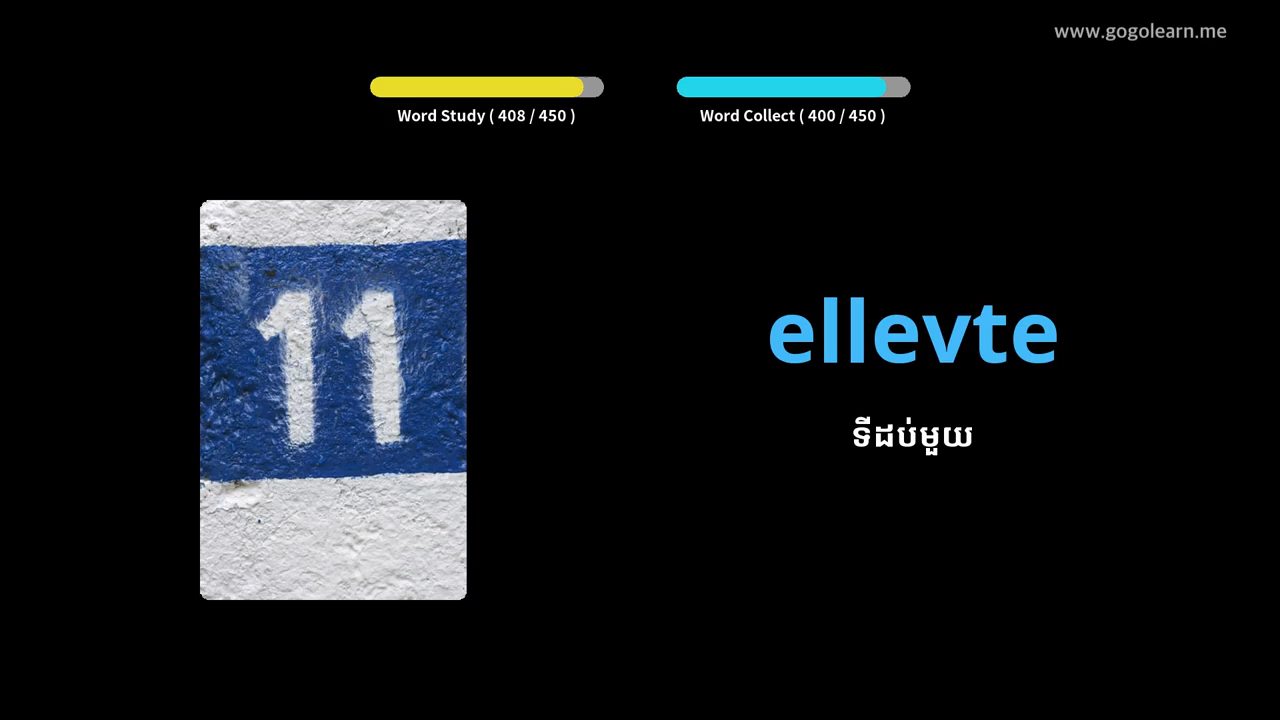 www.gogolearn.me
Word Study ( 408 / 450 )
Word Collect ( 400 / 450 )
11
ellevte
ទីដប់មួយ